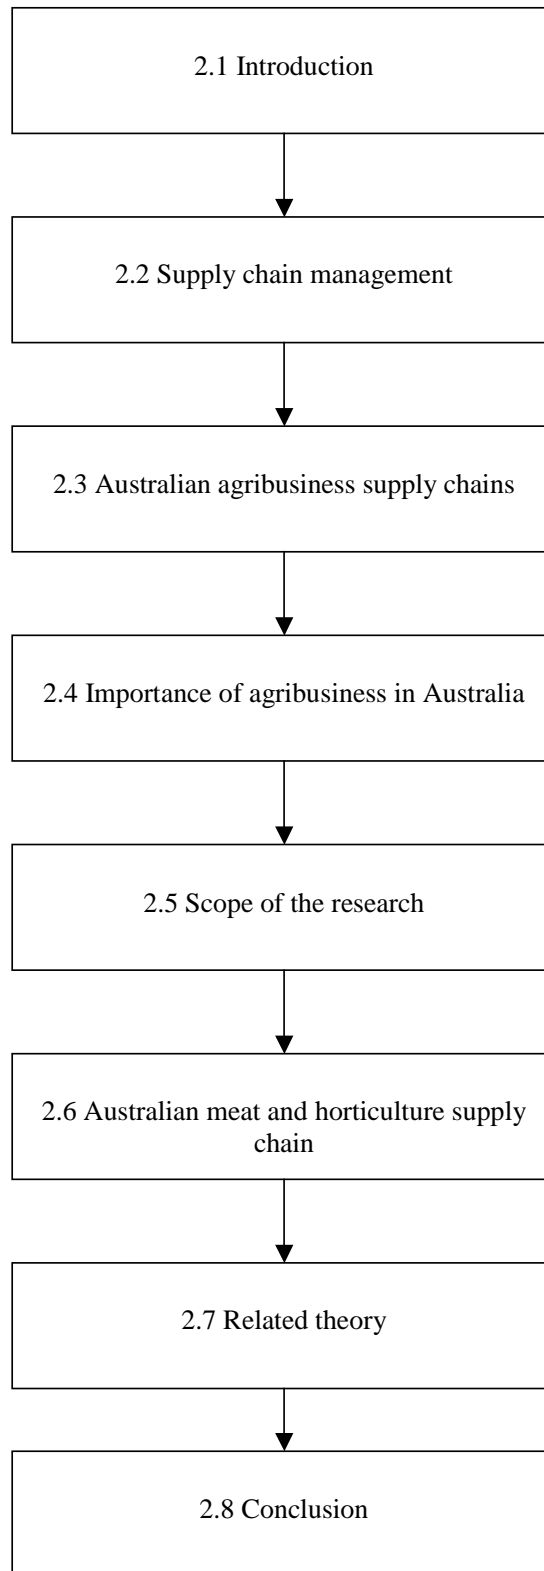 2.1 Introduction
2.2 Supply chain management
2.3 Australian agribusiness supply chains
2.4 Importance of agribusiness in Australia
2.5 Scope of the research
2.6 Australian meat and horticulture supply
chain
2.7 Related theory
2.8 Conclusion